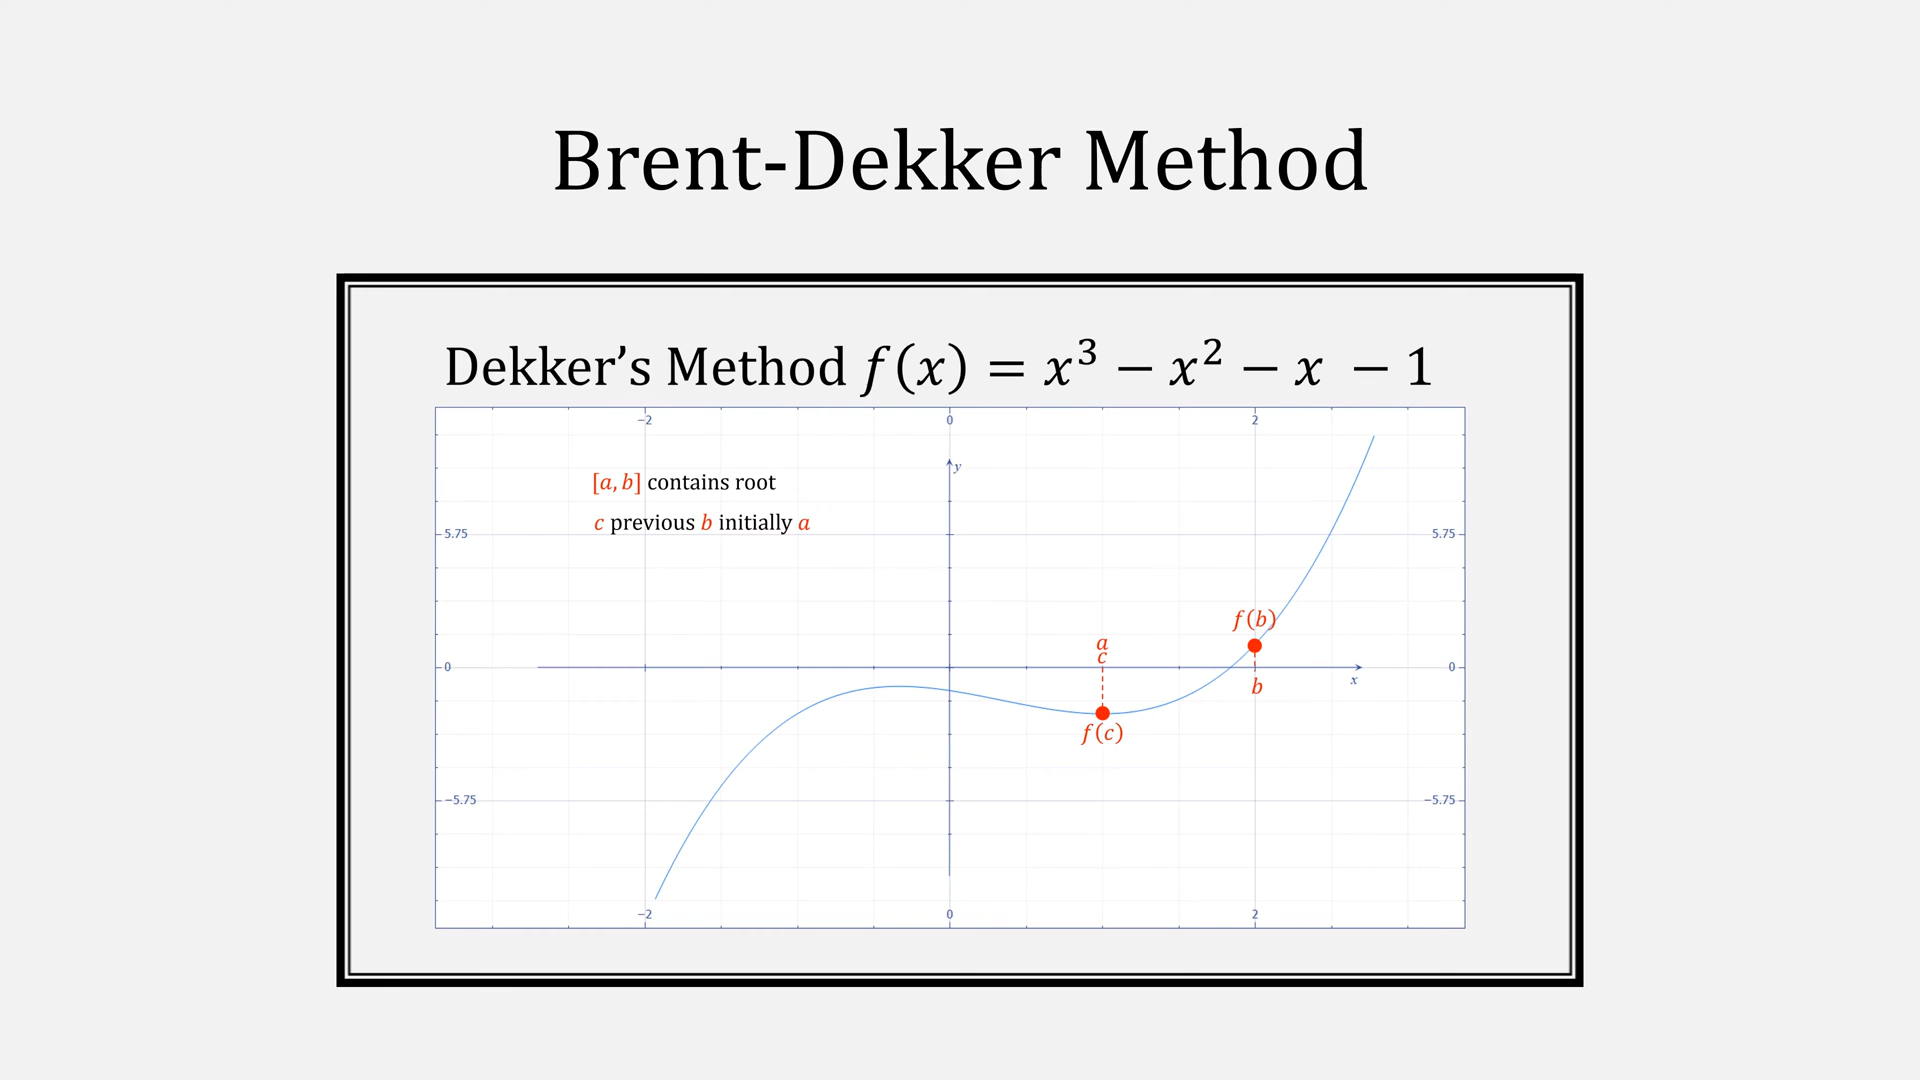 Brent-Dekker Method
Dekker’s Method f(x) = x³ − x² − x − 1
−2 0 2
y
[a, b] contains root
c previous b initially a
5.75 5.75
f(b)
a
c
0 0
x
b
f(c)
−5.75 −5.75
−2 0 2